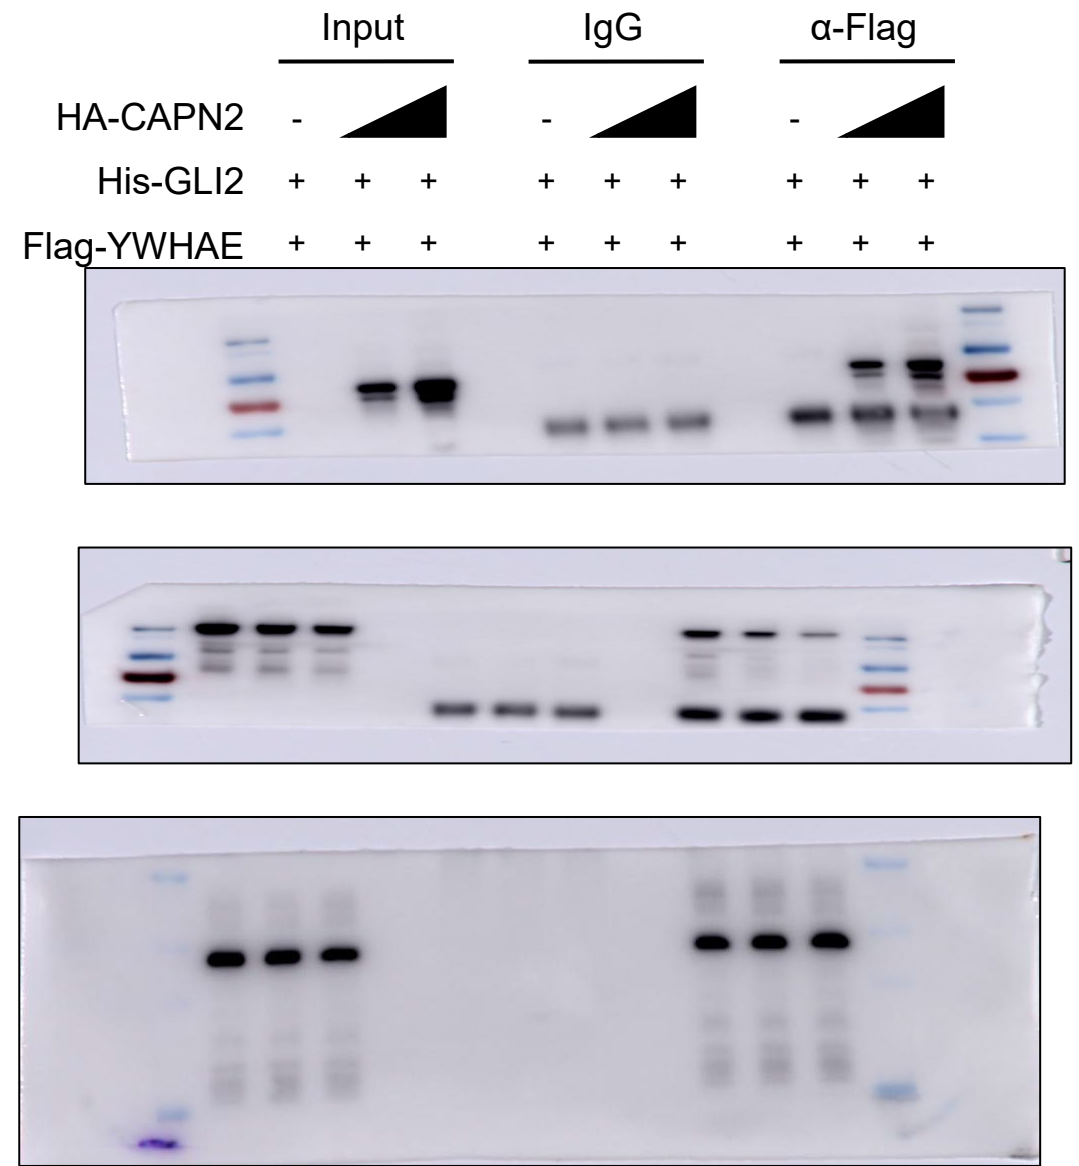 Input IgG α-Flag
HA-CAPN2 - - -
His-GLI2 + + + + + + + + +
Flag-YWHAE + + + + + + + + +